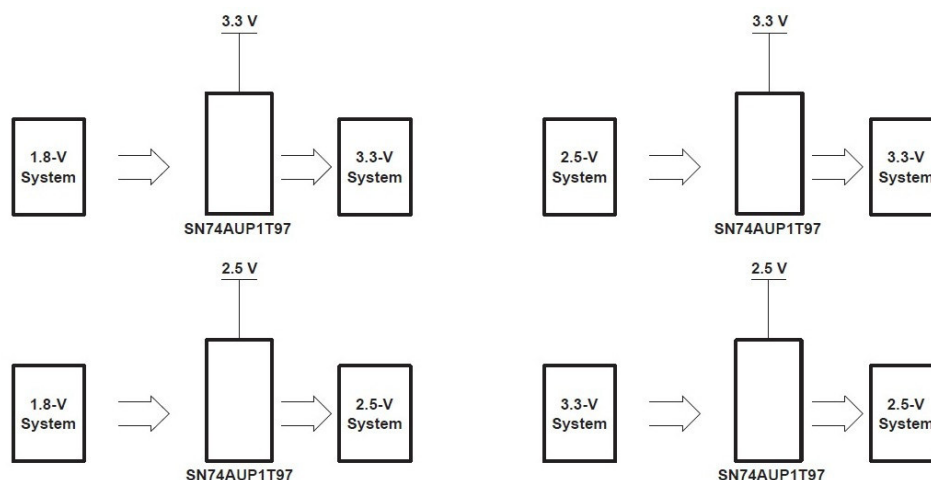 3.3 V
3.3 V
1.8-V
System
3.3-V
System
2.5-V
System
3.3-V
System
SN74AUP1T97
SN74AUP1T97
2.5 V
2.5 V
1.8-V
System
2.5-V
System
3.3-V
System
2.5-V
System
SN74AUP1T97
SN74AUP1T97